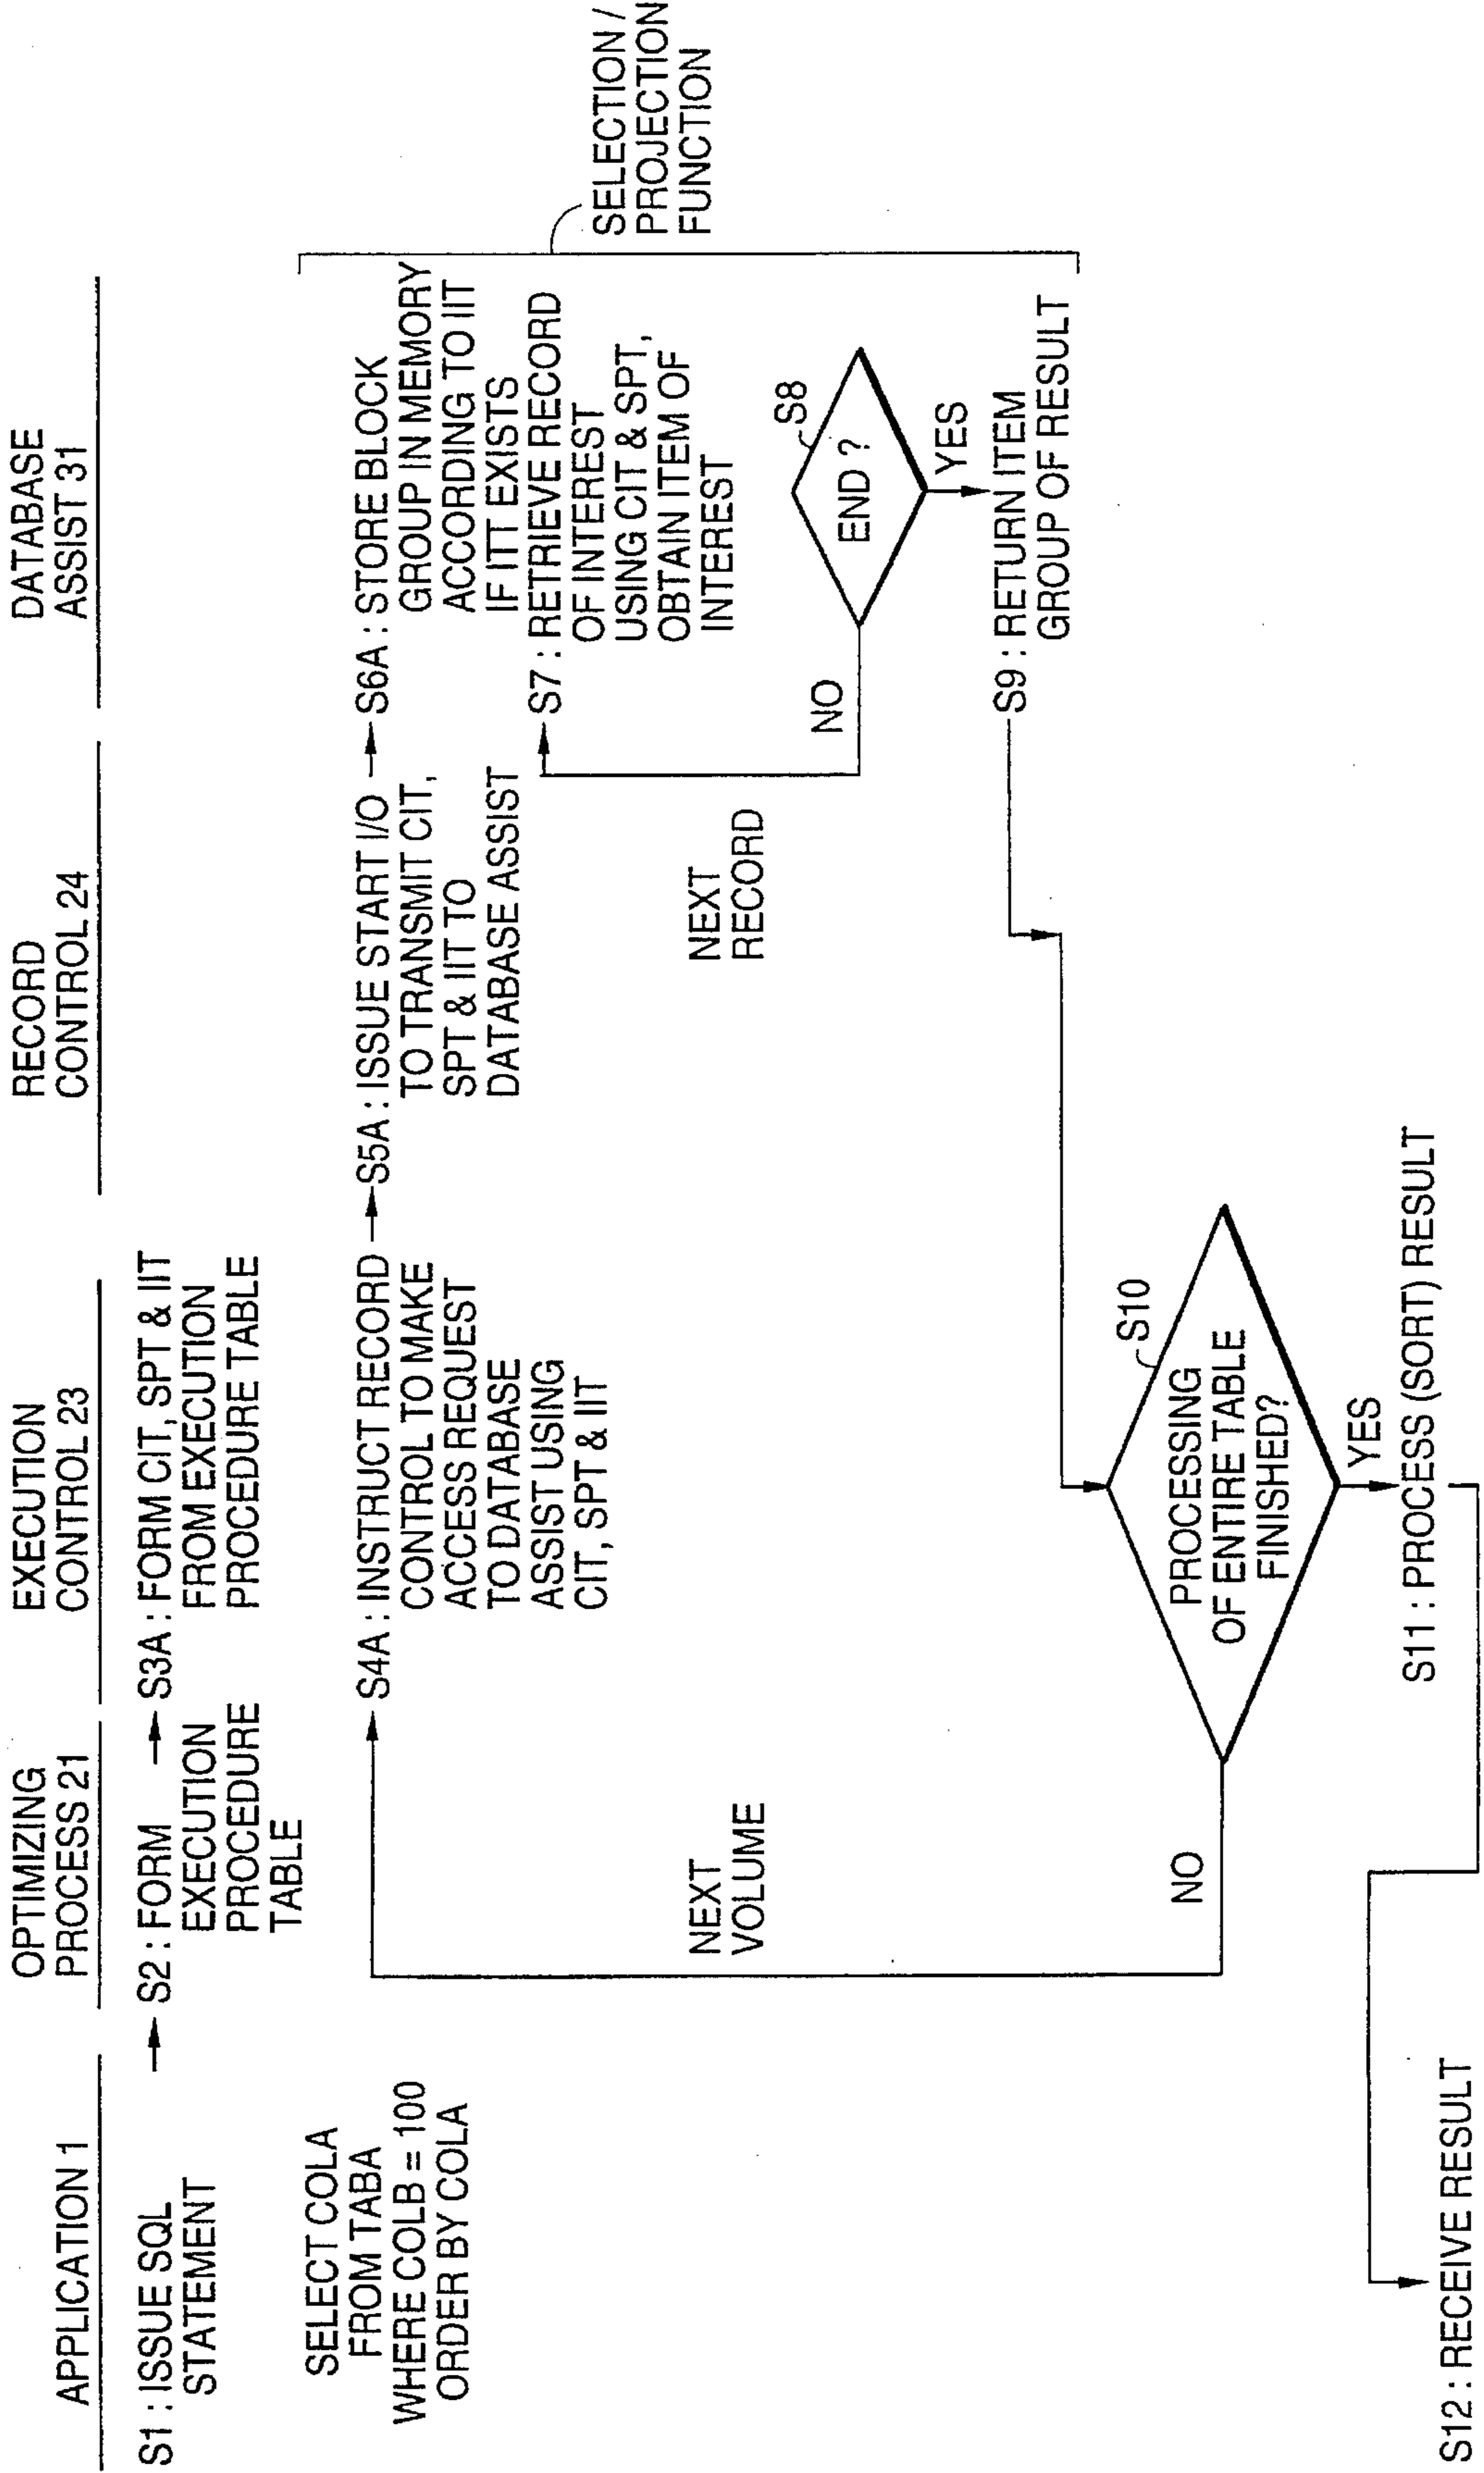 APPLICATION 1
OPTIMIZING
PROCESS 21
EXECUTION
CONTROL 23
RECORD
CONTROL 24
DATABASE
ASSIST 31
S1 : ISSUE SQL
STATEMENT
SELECT COLA
FROM TABA
WHERE COLB = 100
ORDER BY COLA
S2 : FORM
EXECUTION
PROCEDURE
TABLE
S3A : FORM CIT, SPT & IIT
FROM EXECUTION
PROCEDURE TABLE
S4A : INSTRUCT RECORD
CONTROL TO MAKE
ACCESS REQUEST
TO DATABASE
ASSIST USING
CIT, SPT & IIT
S5A : ISSUE START I/O
TO TRANSMIT CIT,
SPT & IIT TO
DATABASE ASSIST
S6A : STORE BLOCK
GROUP IN MEMORY
ACCORDING TO IIT
IF ITT EXISTS
S7 : RETRIEVE RECORD
OF INTEREST
USING CIT & SPT,
OBTAIN ITEM OF
INTEREST
SELECTION /
PROJECTION
FUNCTION
S8
END ?
NO
YES
NEXT
RECORD
S9 : RETURN ITEM
GROUP OF RESULT
S10
PROCESSING
OF ENTIRE TABLE
FINISHED?
NO
YES
NEXT
VOLUME
S11 : PROCESS (SORT) RESULT
S12 : RECEIVE RESULT